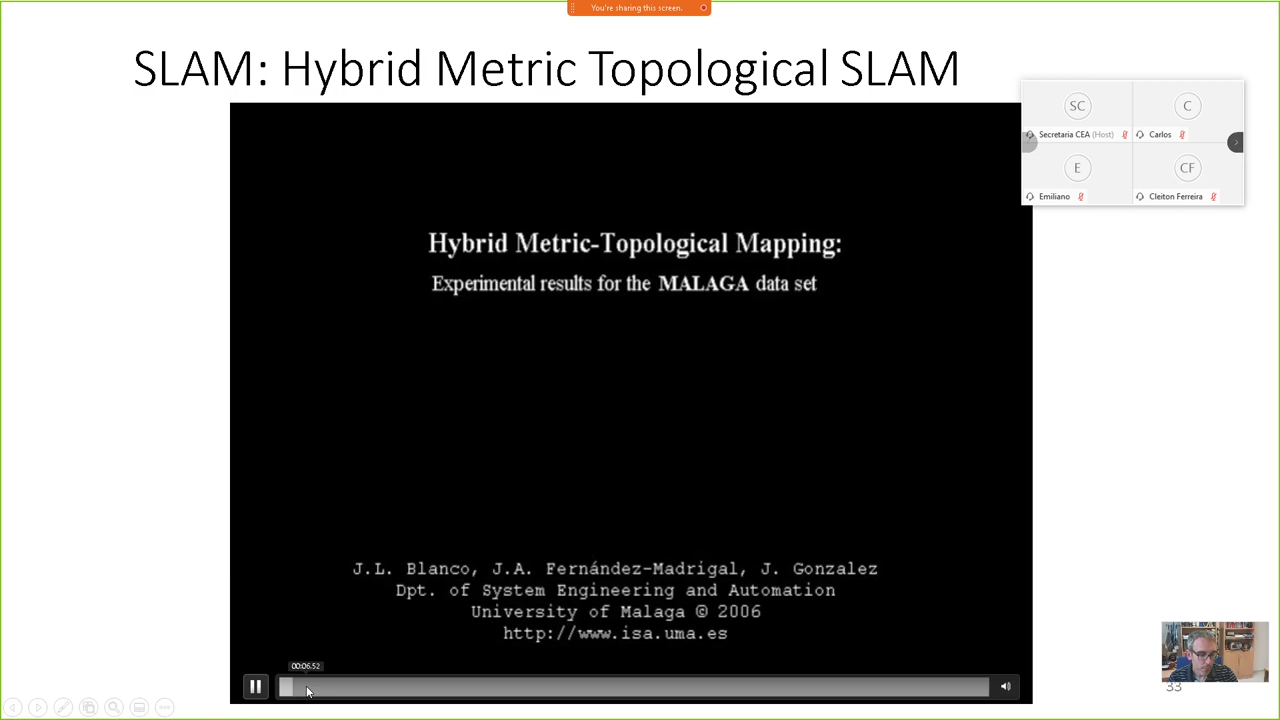 You're sharing this screen.
SLAM: Hybrid Metric Topological SLAM
SC
C
Secretaria CEA (Host)
Carlos
E
CF
Emiliano
Cleiton Ferreira
Hybrid Metric-Topological Mapping:
Experimental results for the MALAGA data set
J.L. Blanco, J.A. Fernández-Madrigal, J. Gonzalez
Dpt. of System Engineering and Automation
University of Malaga © 2006
http://www.isa.uma.es
00:06.52
33